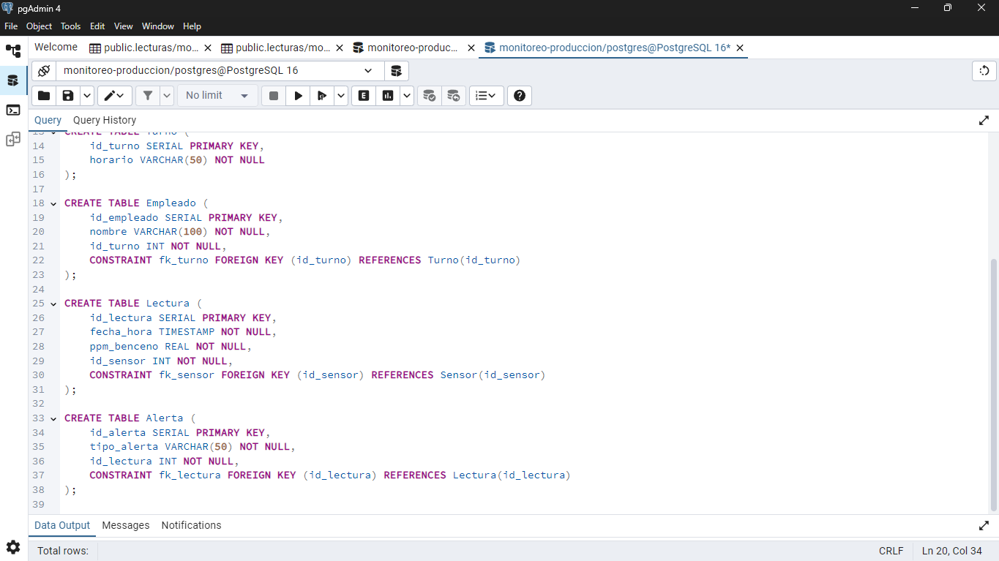 pgAdmin 4
File Object Tools Edit View Window Help
Welcome public.lecturas/mo... public.lecturas/mo... monitoreo-produc... monitoreo-produccion/postgres@PostgreSQL 16*
monitoreo-produccion/postgres@PostgreSQL 16
No limit
Query Query History
13 CREATE TABLE Turno (
14 id_turno SERIAL PRIMARY KEY,
15 horario VARCHAR(50) NOT NULL
16 );
17
18 CREATE TABLE Empleado (
19 id_empleado SERIAL PRIMARY KEY,
20 nombre VARCHAR(100) NOT NULL,
21 id_turno INT NOT NULL,
22 CONSTRAINT fk_turno FOREIGN KEY (id_turno) REFERENCES Turno(id_turno)
23 );
24
25 CREATE TABLE Lectura (
26 id_lectura SERIAL PRIMARY KEY,
27 fecha_hora TIMESTAMP NOT NULL,
28 ppm_benceno REAL NOT NULL,
29 id_sensor INT NOT NULL,
30 CONSTRAINT fk_sensor FOREIGN KEY (id_sensor) REFERENCES Sensor(id_sensor)
31 );
32
33 CREATE TABLE Alerta (
34 id_alerta SERIAL PRIMARY KEY,
35 tipo_alerta VARCHAR(50) NOT NULL,
36 id_lectura INT NOT NULL,
37 CONSTRAINT fk_lectura FOREIGN KEY (id_lectura) REFERENCES Lectura(id_lectura)
38 );
39
Data Output Messages Notifications
Total rows: CRLF Ln 20, Col 34